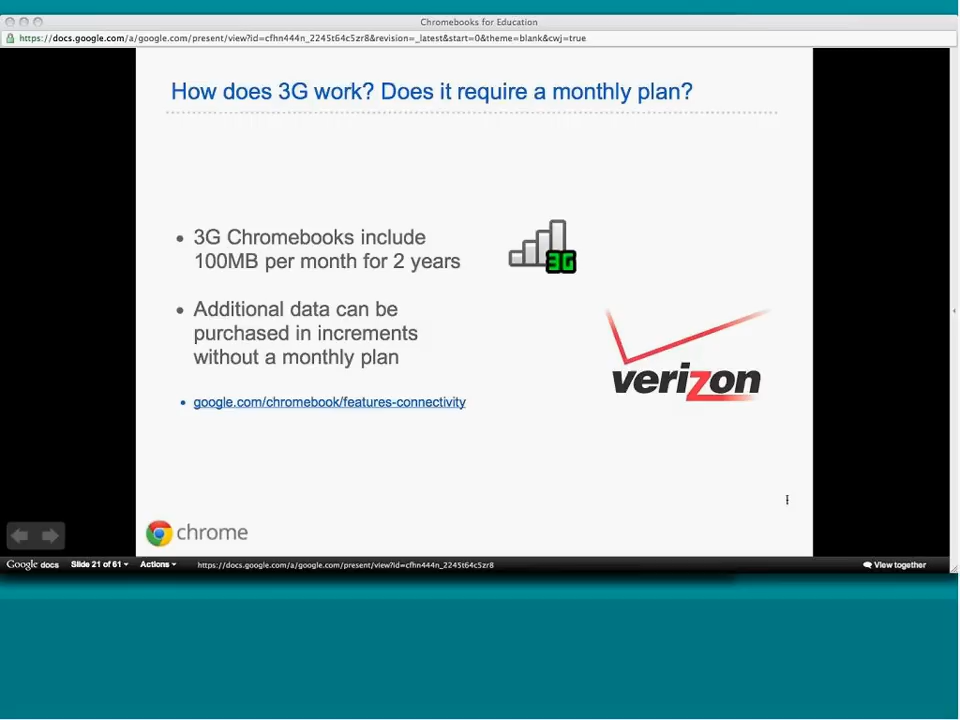 Chromebooks for Education
https://docs.google.com/a/google.com/present/view?id=cfhn444n_2245t64c5zr8&revision=_latest&start=0&theme=blank&cwj=true
How does 3G work? Does it require a monthly plan?
• 3G Chromebooks include
100MB per month for 2 years
3G
• Additional data can be
purchased in increments
without a monthly plan
verizon
• google.com/chromebook/features-connectivity
chrome
Google docs Slide 21 of 61 Actions https://docs.google.com/a/google.com/present/view?id=cfhn444n_2245t64c5zr8 View together